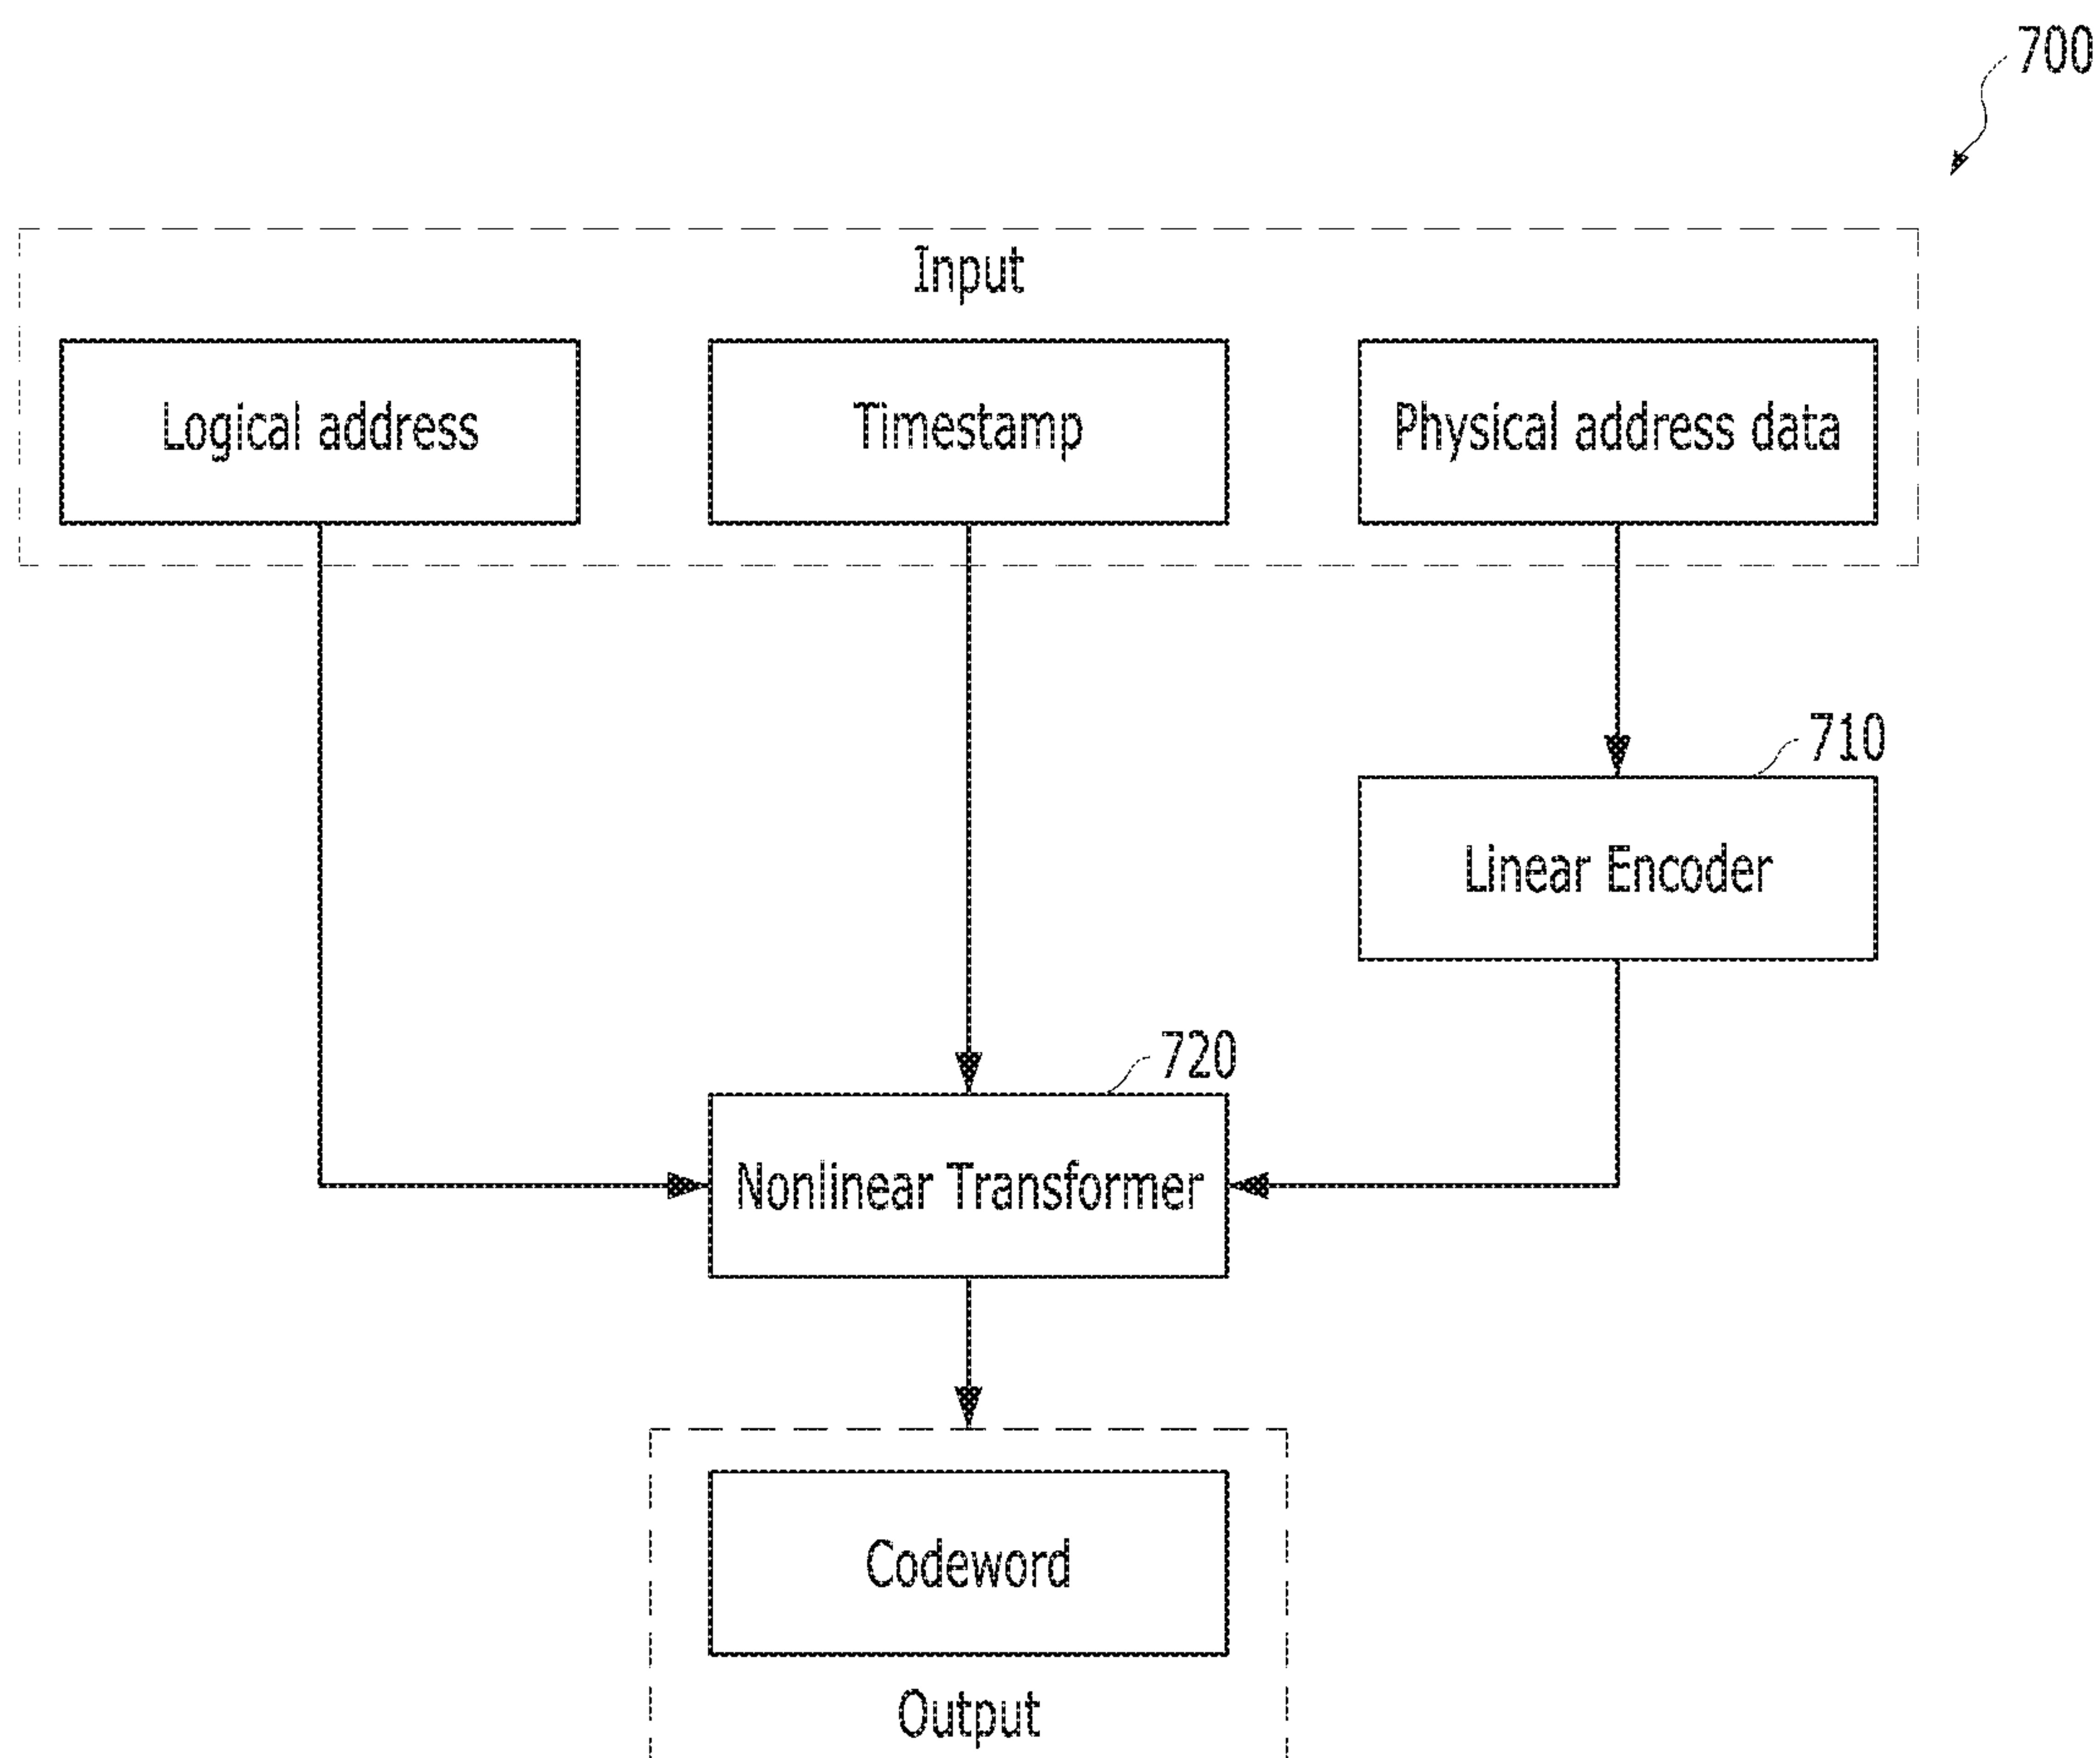 700
Input
Logical address
Timestamp
Physical address data
710
Linear Encoder
720
Nonlinear Transformer
Codeword
Output